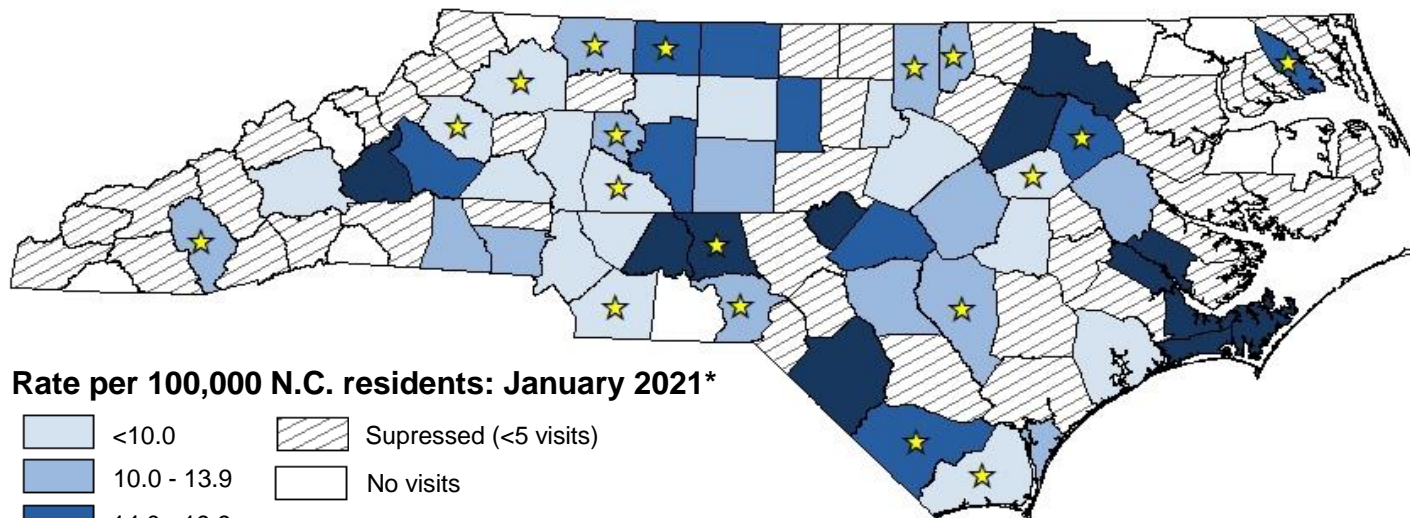 Rate per 100,000 N.C. residents: January 2021*
<10.0
Supressed (<5 visits)
10.0 - 13.9
No visits